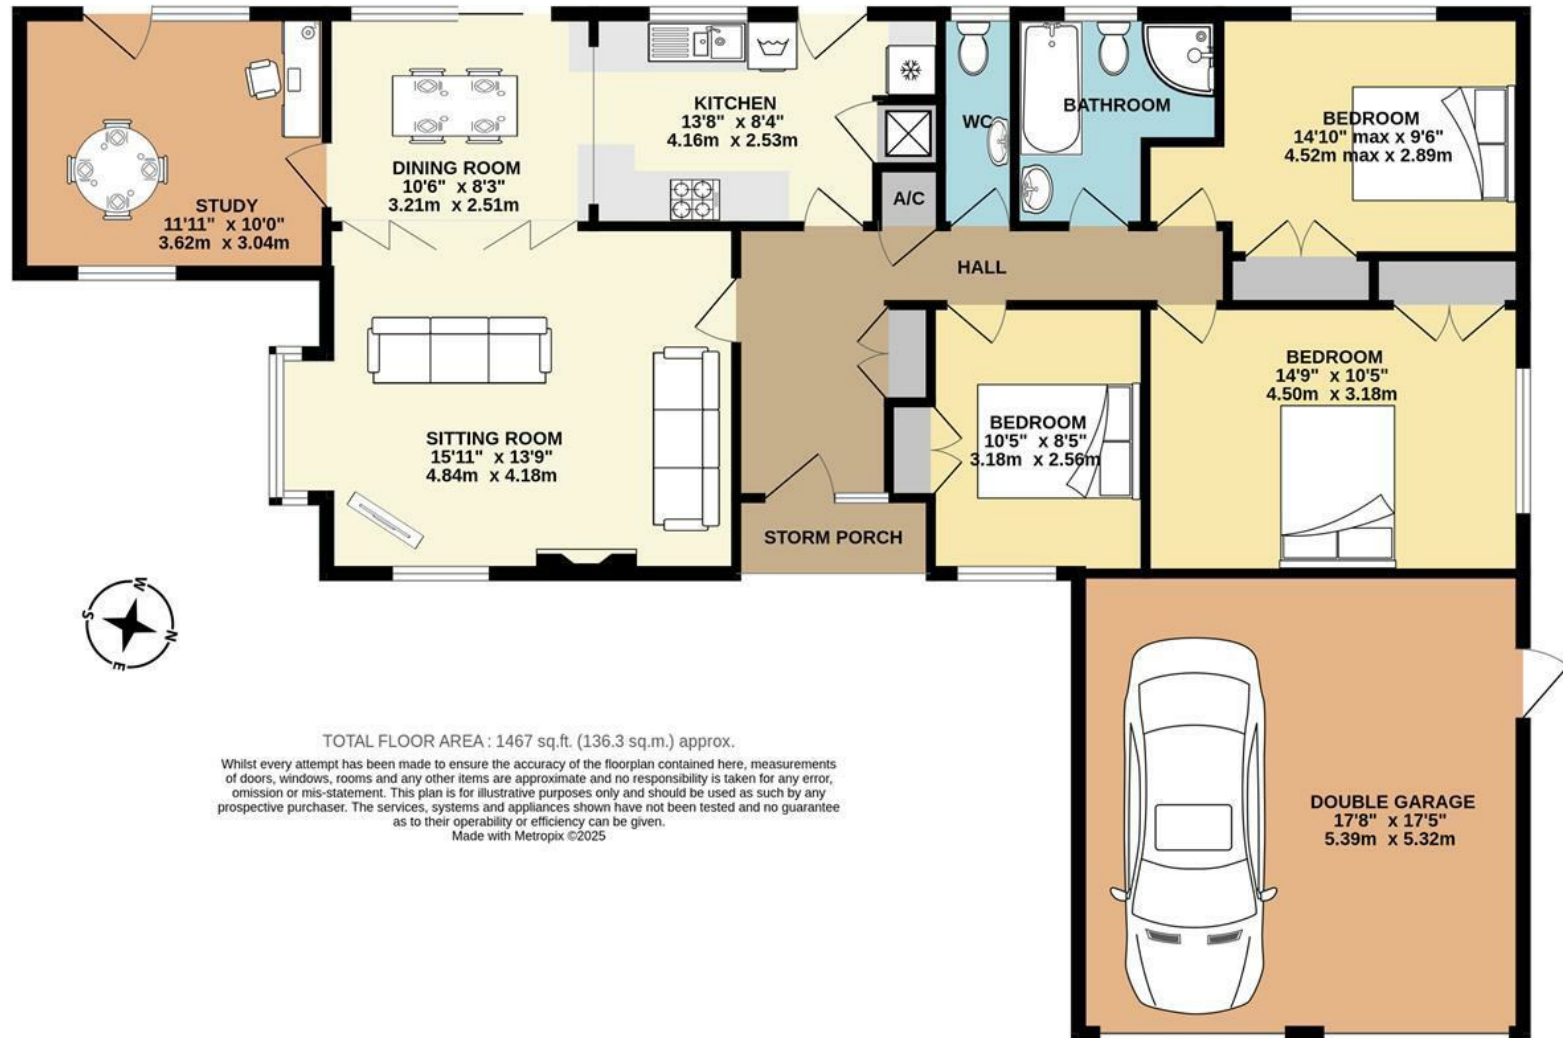 STUDY
11'11" x 10'0"
3.62m x 3.04m
DINING ROOM
10'6" x 8'3"
3.21m x 2.51m
KITCHEN
13'8" x 8'4"
4.16m x 2.53m
A/C
WC
BATHROOM
BEDROOM
14'10" max x 9'6"
4.52m max x 2.89m
HALL
SITTING ROOM
15'11" x 13'9"
4.84m x 4.18m
STORM PORCH
BEDROOM
10'5" x 8'5"
3.18m x 2.56m
BEDROOM
14'9" x 10'5"
4.50m x 3.18m
DOUBLE GARAGE
17'8" x 17'5"
5.39m x 5.32m
W
S
N
E
TOTAL FLOOR AREA : 1467 sq.ft. (136.3 sq.m.) approx.
Whilst every attempt has been made to ensure the accuracy of the floorplan contained here, measurements
of doors, windows, rooms and any other items are approximate and no responsibility is taken for any error,
omission or mis-statement. This plan is for illustrative purposes only and should be used as such by any
prospective purchaser. The services, systems and appliances shown have not been tested and no guarantee
as to their operability or efficiency can be given.
Made with Metropix ©2025